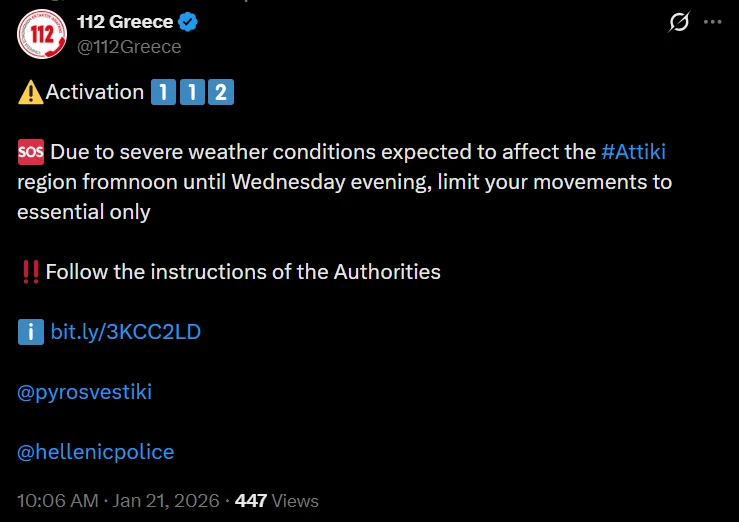 112 Greece
@112Greece
112
⚠️Activation 1️⃣1️⃣2️⃣
🆘 Due to severe weather conditions expected to affect the #Attiki
region fromnoon until Wednesday evening, limit your movements to
essential only
‼️Follow the instructions of the Authorities
ℹ️ bit.ly/3KCC2LD
@pyrosvestiki
@hellenicpolice
10:06 AM · Jan 21, 2026 · 447 Views